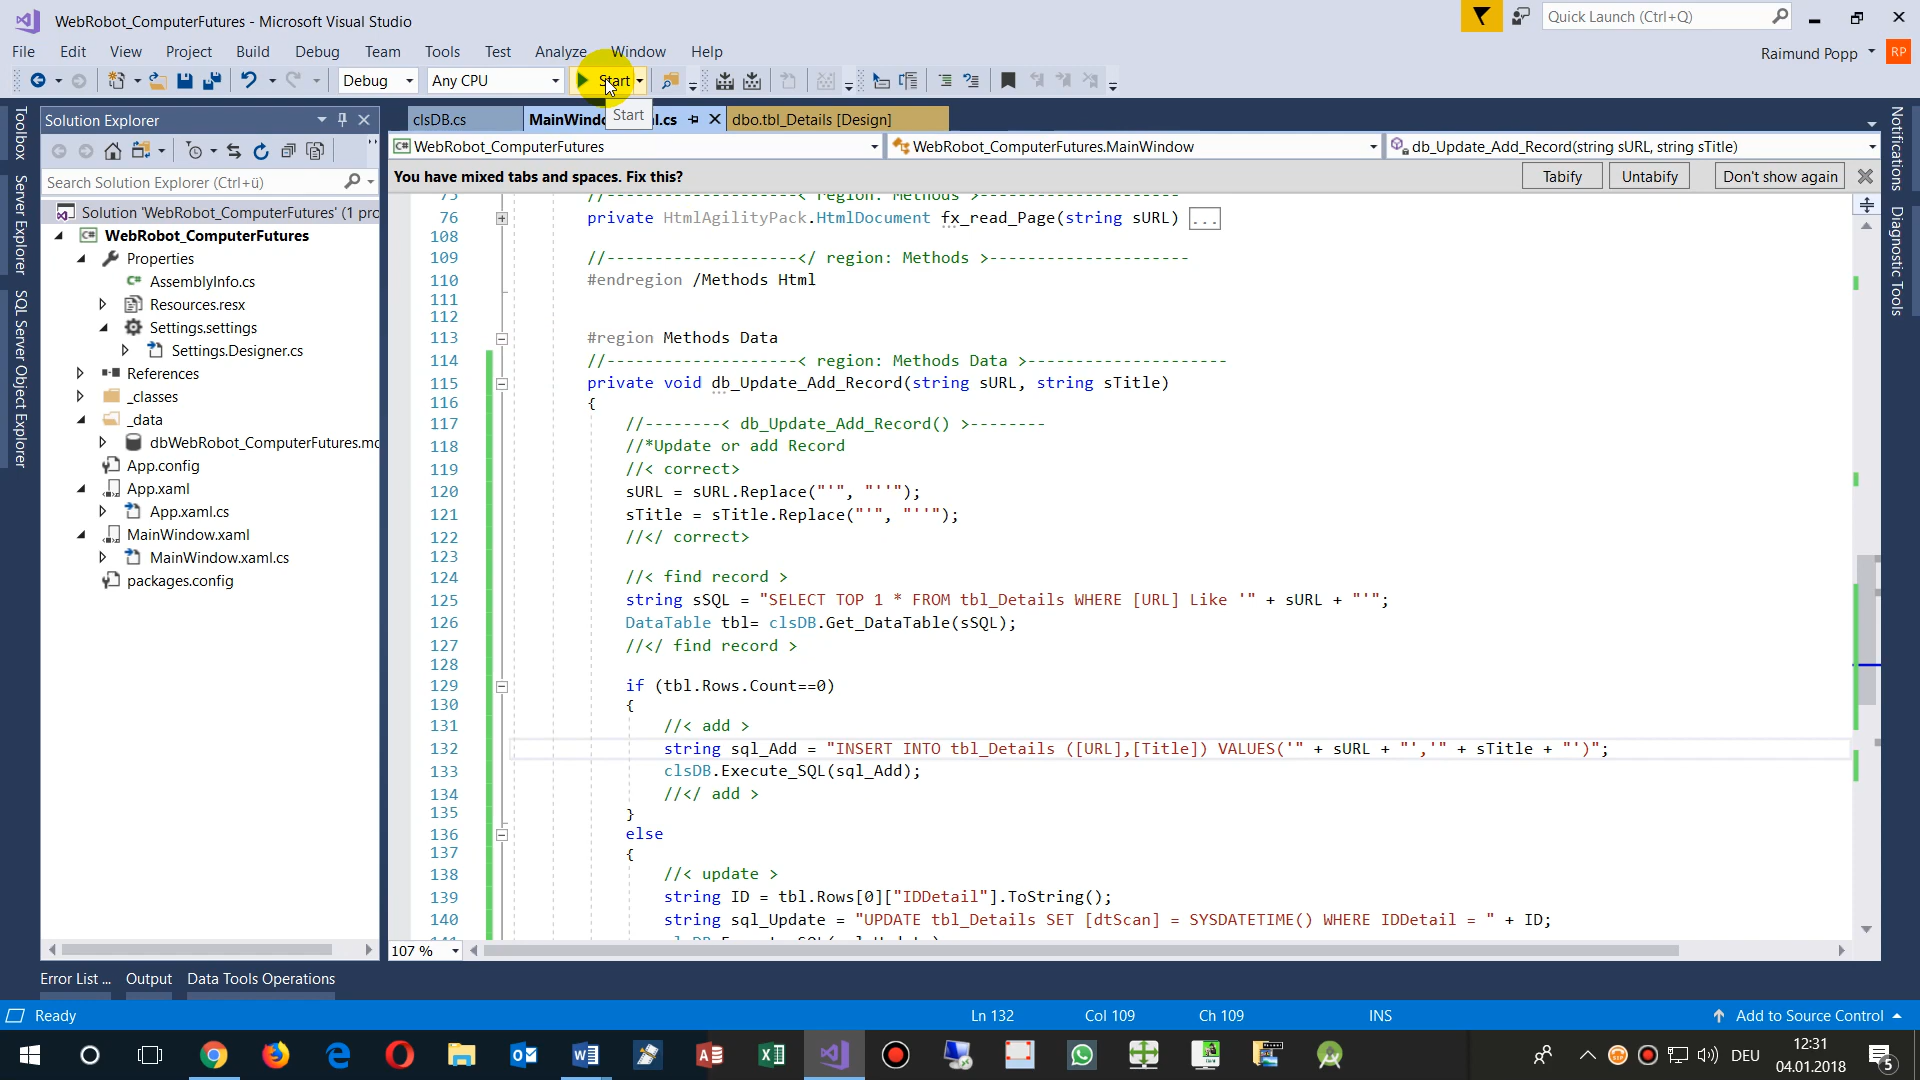 WebRobot_ComputerFutures - Microsoft Visual Studio
Quick Launch (Ctrl+Q)
File Edit View Project Build Debug Team Tools Test Analyze Window Help
Raimund Popp RP
Debug Any CPU Start
Start
Solution Explorer
clsDB.cs
dbo.tbl_Details [Design]
WebRobot_ComputerFutures
WebRobot_ComputerFutures.MainWindow
db_Update_Add_Record(string sURL, string sTitle)
Search Solution Explorer (Ctrl+ü)
You have mixed tabs and spaces. Fix this?
Tabify Untabify Don't show again
Toolbox
Server Explorer
SQL Server Object Explorer
Notifications
Diagnostic Tools
Solution 'WebRobot_ComputerFutures' (1 pro
WebRobot_ComputerFutures
Properties
AssemblyInfo.cs
Resources.resx
Settings.settings
Settings.Designer.cs
References
_classes
_data
dbWebRobot_ComputerFutures.mo
App.config
App.xaml
App.xaml.cs
MainWindow.xaml
MainWindow.xaml.cs
packages.config
76 private HtmlAgilityPack.HtmlDocument fx_read_Page(string sURL) ...
108
109 //--------------------</ region: Methods >---------------------
110 #endregion /Methods Html
111
112
113 #region Methods Data
114 //--------------------< region: Methods Data >---------------------
115 private void db_Update_Add_Record(string sURL, string sTitle)
116 {
117 //--------< db_Update_Add_Record() >--------
118 //*Update or add Record
119 //< correct>
120 sURL = sURL.Replace("'", "''");
121 sTitle = sTitle.Replace("'", "''");
122 //</ correct>
123
124 //< find record >
125 string sSQL = "SELECT TOP 1 * FROM tbl_Details WHERE [URL] Like '" + sURL + "'";
126 DataTable tbl= clsDB.Get_DataTable(sSQL);
127 //</ find record >
128
129 if (tbl.Rows.Count==0)
130 {
131 //< add >
132 string sql_Add = "INSERT INTO tbl_Details ([URL],[Title]) VALUES('" + sURL + "','" + sTitle + "')";
133 clsDB.Execute_SQL(sql_Add);
134 //</ add >
135 }
136 else
137 {
138 //< update >
139 string ID = tbl.Rows[0]["IDDetail"].ToString();
140 string sql_Update = "UPDATE tbl_Details SET [dtScan] = SYSDATETIME() WHERE IDDetail = " + ID;
107 %
Error List ... Output Data Tools Operations
Ready Ln 132 Col 109 Ch 109 INS Add to Source Control
DEU
12:31
04.01.2018
5